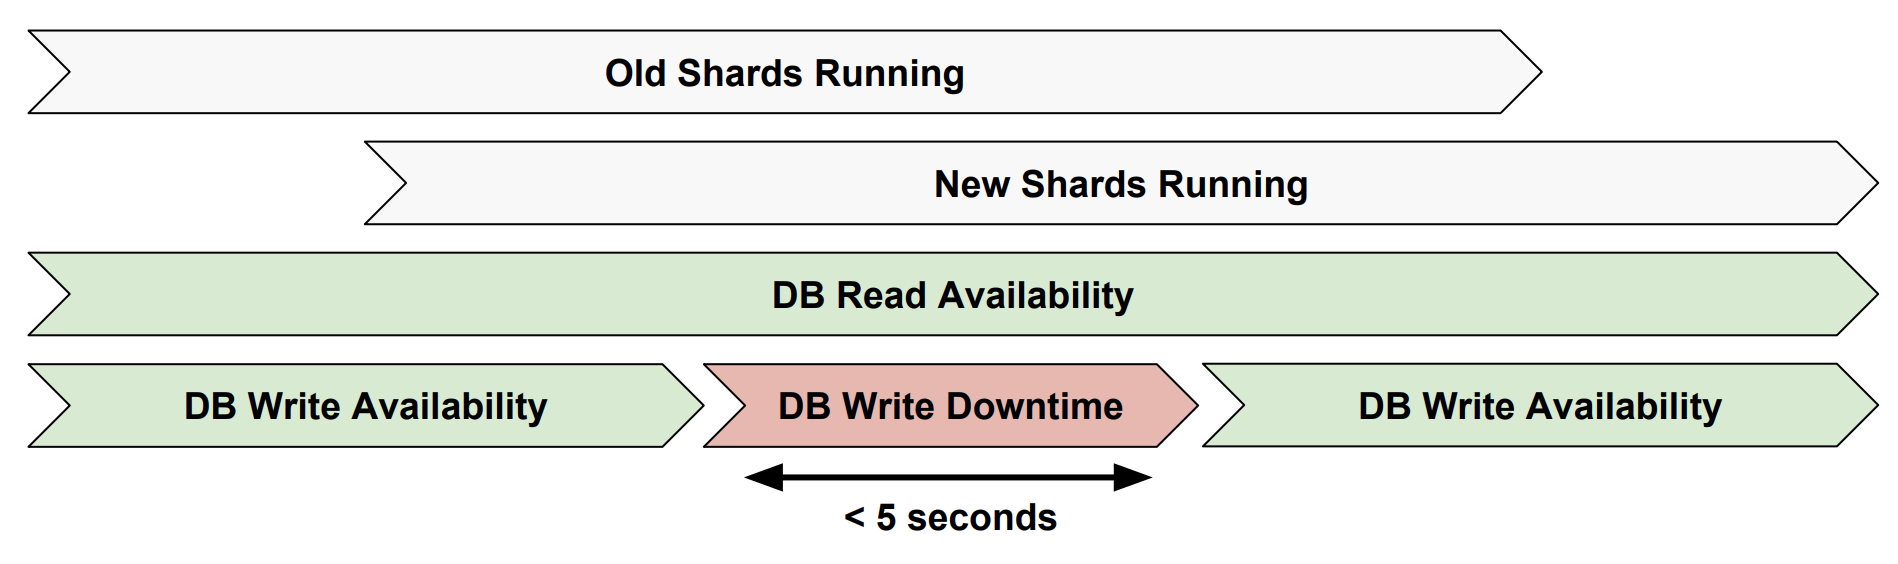 Old Shards Running
New Shards Running
DB Read Availability
DB Write Availability
DB Write Downtime
DB Write Availability
< 5 seconds